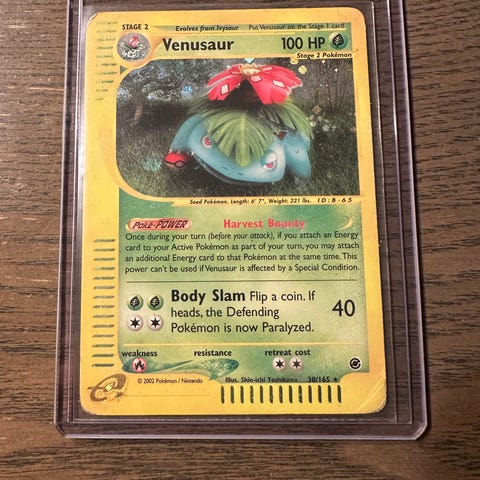 STAGE 2 Evolves from Ivysaur Put Venusaur on the Stage 1 card
Venusaur 100 HP
Stage 2 Pokémon
Seed Pokémon. Length: 6' 7", Weight: 221 lbs. ID: B-65
Poké-POWER Harvest Bounty
Once during your turn (before your attack), if you attach an Energy
card to your Active Pokémon as part of your turn, you may attach
an additional Energy card to that Pokémon at the same time. This
power can't be used if Venusaur is affected by a Special Condition.
Body Slam Flip a coin. If
heads, the Defending
Pokémon is now Paralyzed.
40
weakness resistance retreat cost
© 2002 Pokémon / Nintendo Illus. Shin-ichi Yoshikawa 30/165 ★
e